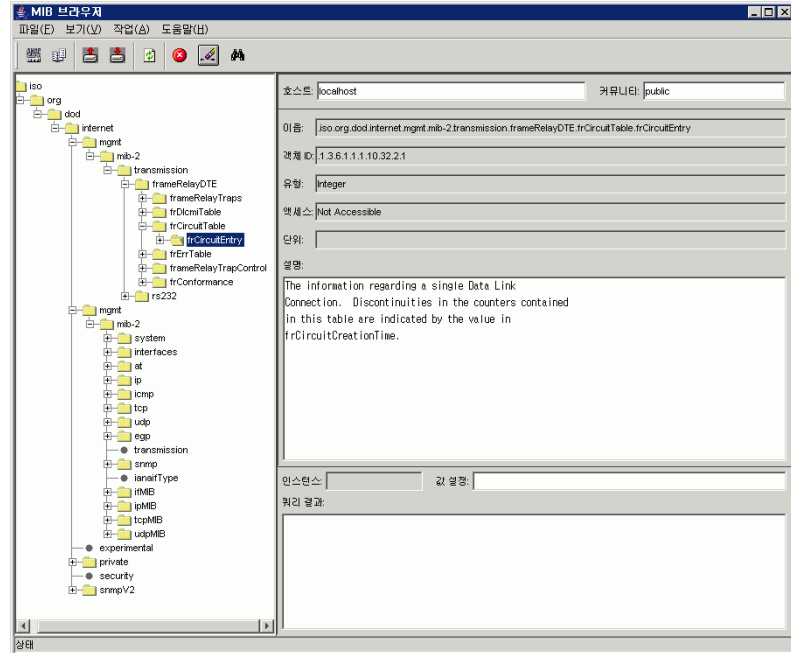 MIB 브라우저
파일(F) 보기(V) 작업(A) 도움말(H)
iso
org
dod
internet
mgmt
mib-2
transmission
frameRelayDTE
frameRelayTraps
frDlcmiTable
frCircuitTable
frCircuitEntry
frErrTable
frameRelayTrapControl
frConformance
rs232
mgmt
mib-2
system
interfaces
at
ip
icmp
tcp
udp
egp
transmission
snmp
ianaifType
ifMIB
ipMIB
tcpMIB
udpMIB
experimental
private
security
snmpV2
호스트: localhost 커뮤니티: public
이름: .iso.org.dod.internet.mgmt.mib-2.transmission.frameRelayDTE.frCircuitTable.frCircuitEntry
객체 ID: .1.3.6.1.1.1.10.32.2.1
유형: Integer
액세스: Not Accessible
단위:
설명:
The information regarding a single Data Link
Connection. Discontinuities in the counters contained
in this table are indicated by the value in
frCircuitCreationTime.
인스턴스: 값 설정:
쿼리 결과:
상태